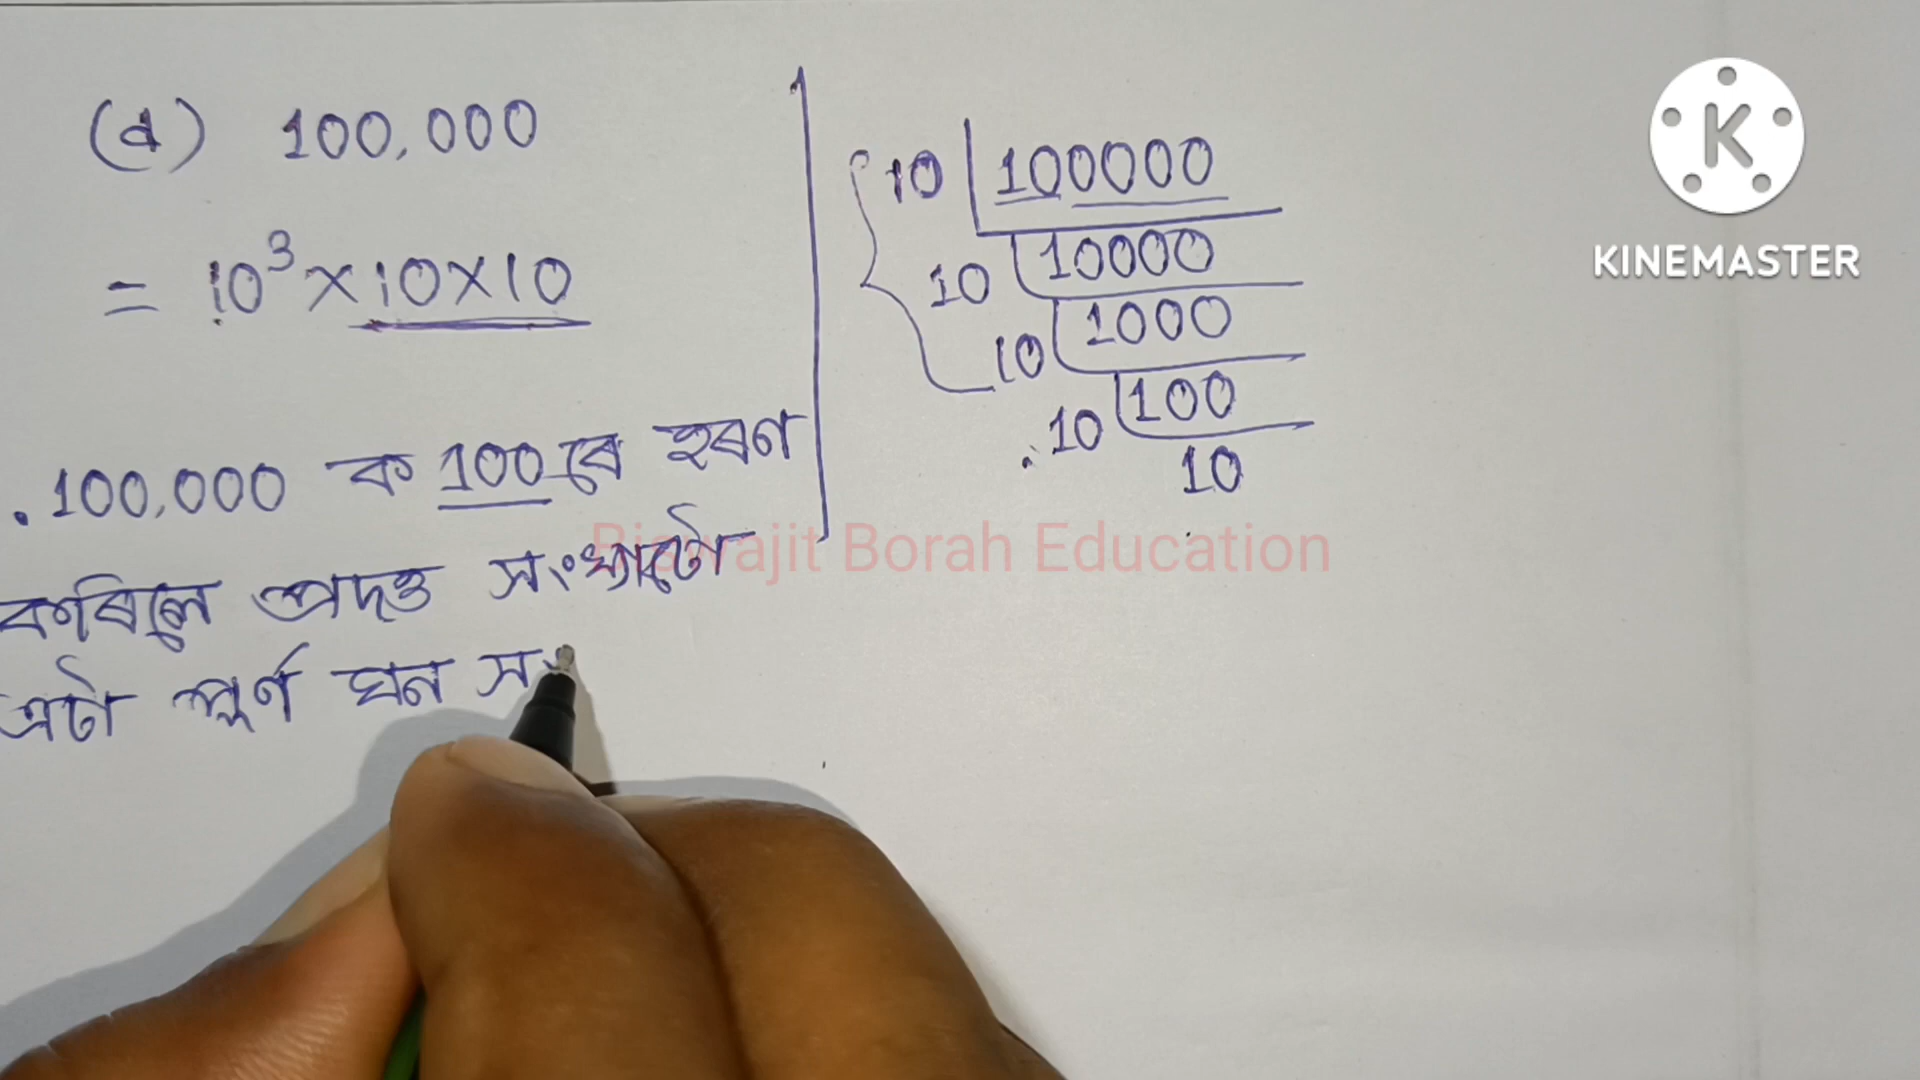 (d) 100,000
= 10³ × 10 × 10
. 100,000 ক 100 ৰে হৰণ
কৰিলে প্ৰদত্ত সংখ্যাটো
এটা পূৰ্ণ ঘন সং
10 | 100000
10 | 10000
10 | 1000
. 10 | 100
10
Biswajit Borah Education
K
KINEMASTER